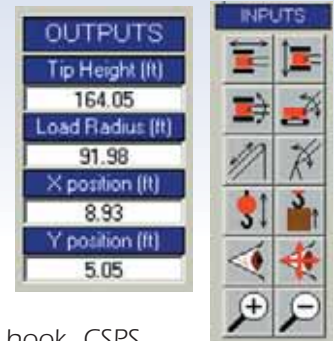 OUTPUTS
Tip Height (ft)
164.05
Load Radius (ft)
91.98
X position (ft)
8.93
Y position (ft)
5.05
INPUTS
hook. CSPS